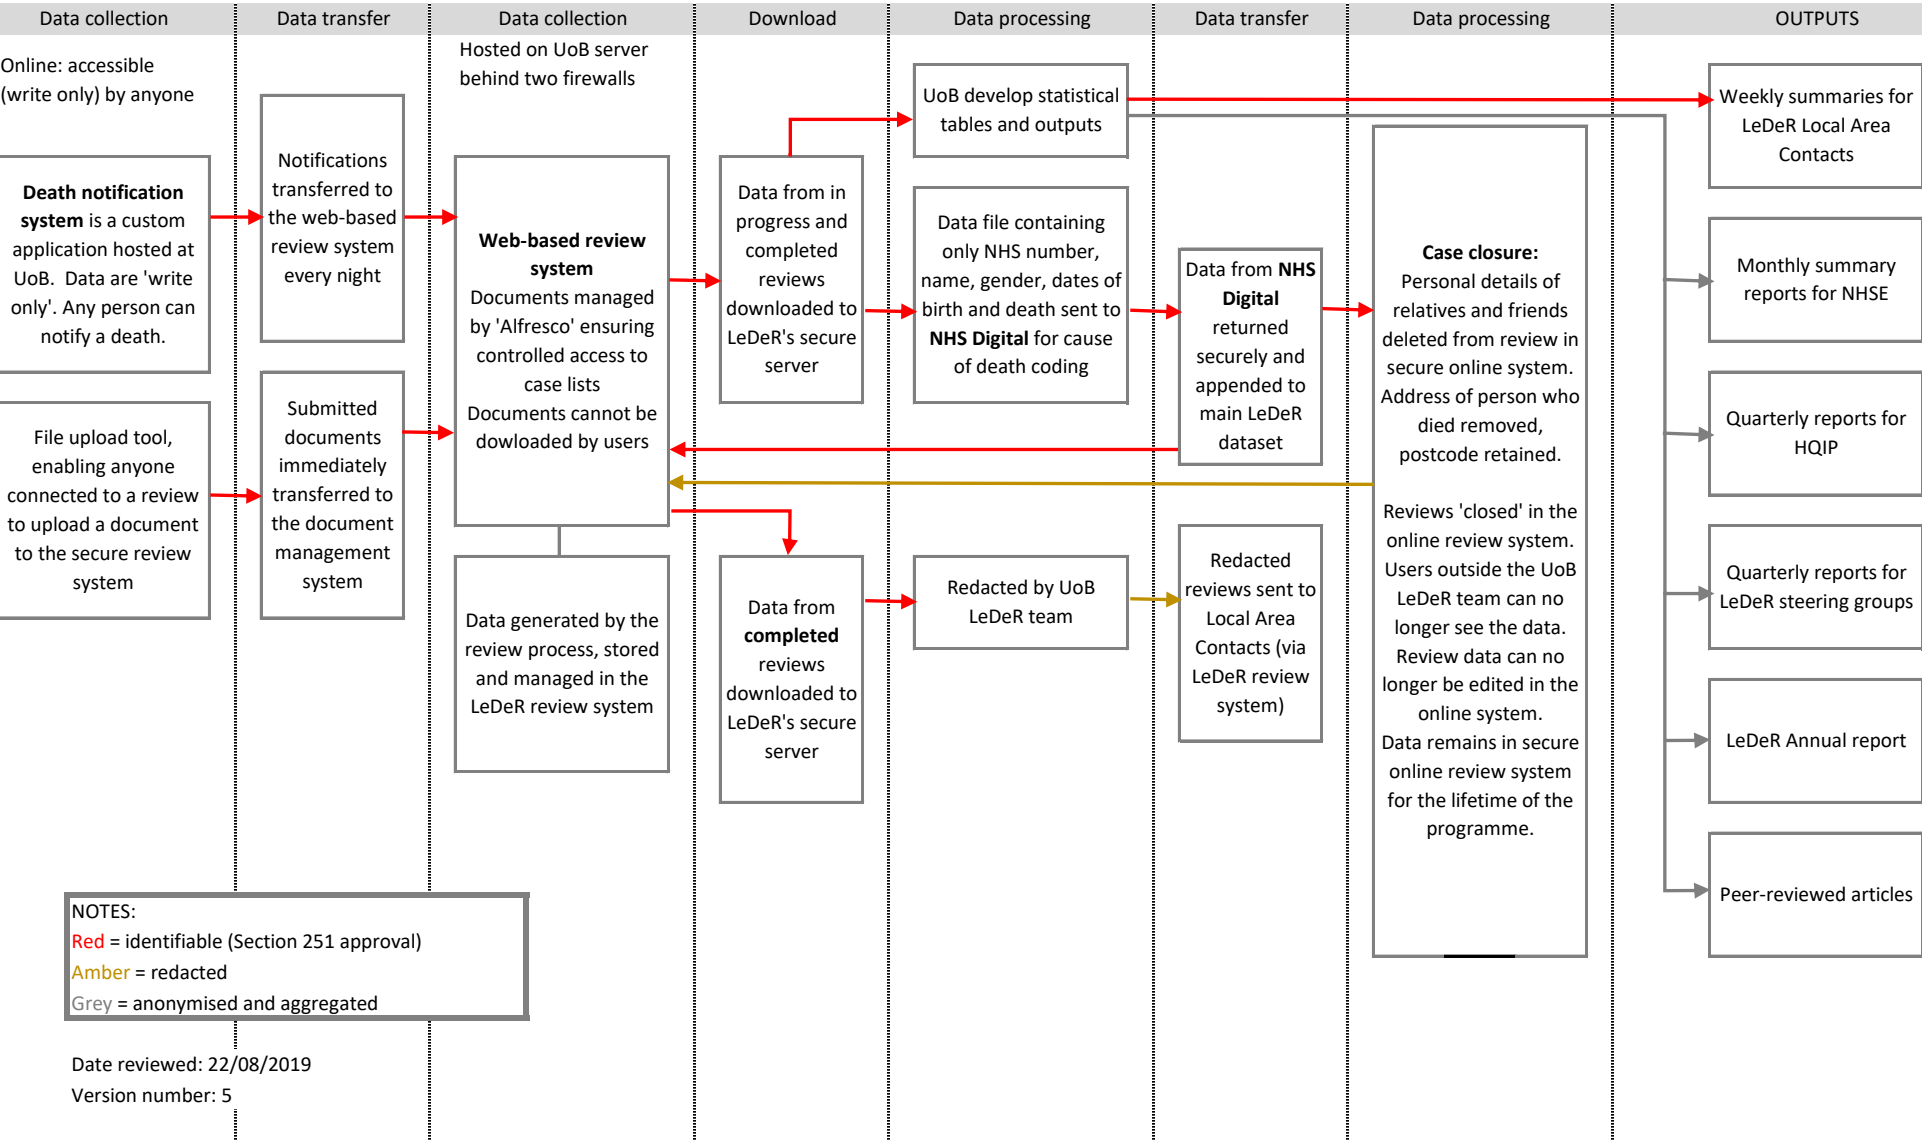 Data collection
Data transfer
Data collection
Download
Data processing
Data transfer
Data processing
OUTPUTS
Online: accessible
(write only) by anyone
Death notification
system is a custom
application hosted at
UoB.  Data are 'write
only'. Any person can
notify a death.
File upload tool,
enabling anyone
connected to a review
to upload a document
to the secure review
system
Notifications
transferred to
the web-based
review system
every night
Submitted
documents
immediately
transferred to
the document
management
system
Hosted on UoB server
behind two firewalls
Web-based review
system
Documents managed
by 'Alfresco' ensuring
controlled access to
case lists
Documents cannot be
dowloaded by users
Data generated by the
review process, stored
and managed in the
LeDeR review system
Data from in
progress and
completed
reviews
downloaded to
LeDeR's secure
server
Data from
completed
reviews
downloaded to
LeDeR's secure
server
UoB develop statistical
tables and outputs
Data file containing
only NHS number,
name, gender, dates of
birth and death sent to
NHS Digital for cause
of death coding
Redacted by UoB
LeDeR team
Data from NHS
Digital
returned
securely and
appended to
main LeDeR
dataset
Redacted
reviews sent to
Local Area
Contacts (via
LeDeR review
system)
Case closure:
Personal details of
relatives and friends
deleted from review in
secure online system.
Address of person who
died removed,
postcode retained.
Reviews 'closed' in the
online review system.
Users outside the UoB
LeDeR team can no
longer see the data.
Review data can no
longer be edited in the
online system.
Data remains in secure
online review system
for the lifetime of the
programme.
Weekly summaries for
LeDeR Local Area
Contacts
Monthly summary
reports for NHSE
Quarterly reports for
HQIP
Quarterly reports for
LeDeR steering groups
LeDeR Annual report
Peer-reviewed articles
NOTES:
Red = identifiable (Section 251 approval)
Amber = redacted
Grey = anonymised and aggregated
Date reviewed: 22/08/2019
Version number: 5